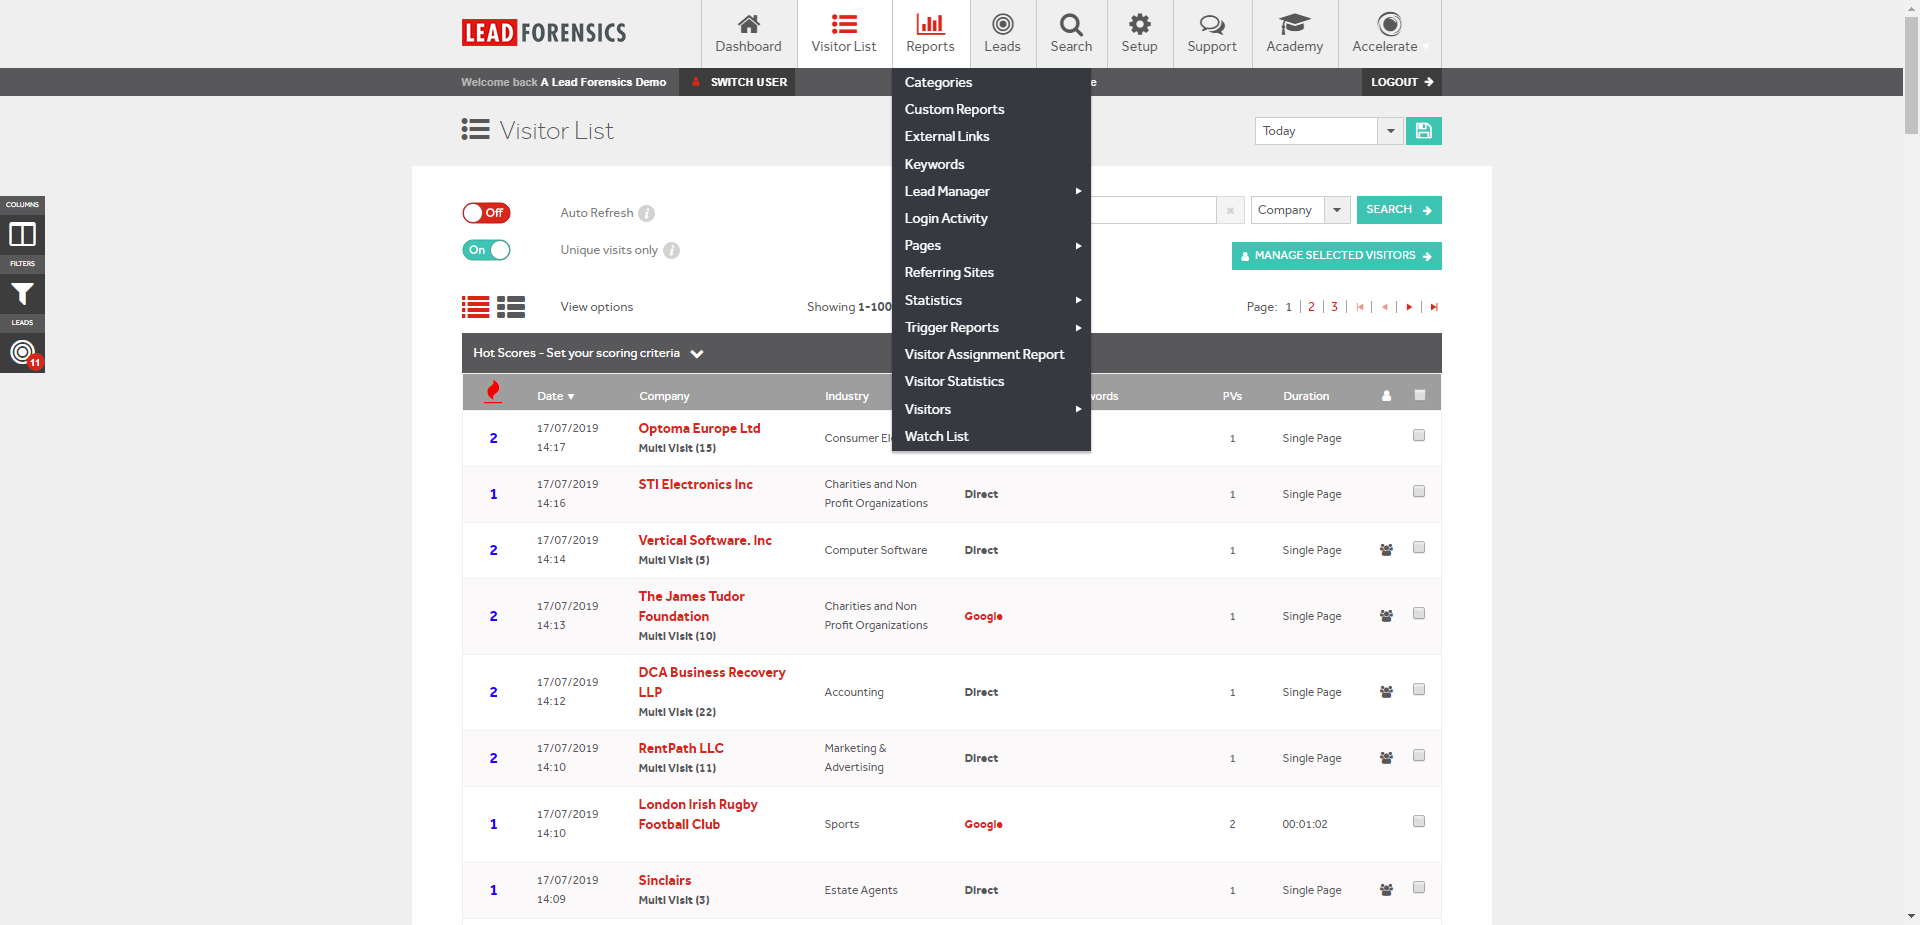 LEAD FORENSICS
Dashboard
Visitor List
Reports
Leads
Search
Setup
Support
Academy
Accelerate
Welcome back A Lead Forensics Demo
SWITCH USER
LOGOUT
Categories
Custom Reports
External Links
Keywords
Lead Manager
Login Activity
Pages
Referring Sites
Statistics
Trigger Reports
Visitor Assignment Report
Visitor Statistics
Visitors
Watch List
Visitor List
Today
COLUMNS
FILTERS
LEADS
11
Off
Auto Refresh
Company
SEARCH
On
Unique visits only
MANAGE SELECTED VISITORS
View options
Showing 1-100
Page: 1 | 2 | 3 |
Hot Scores - Set your scoring criteria
Date Company Industry words PVs Duration
2 17/07/2019 14:17 Optoma Europe Ltd Multi Visit (15) Consumer El 1 Single Page
1 17/07/2019 14:16 STI Electronics Inc Charities and Non Profit Organizations Direct 1 Single Page
2 17/07/2019 14:14 Vertical Software. Inc Multi Visit (5) Computer Software Direct 1 Single Page
2 17/07/2019 14:13 The James Tudor Foundation Multi Visit (10) Charities and Non Profit Organizations Google 1 Single Page
2 17/07/2019 14:12 DCA Business Recovery LLP Multi Visit (22) Accounting Direct 1 Single Page
2 17/07/2019 14:10 RentPath LLC Multi Visit (11) Marketing & Advertising Direct 1 Single Page
1 17/07/2019 14:10 London Irish Rugby Football Club Sports Google 2 00:01:02
1 17/07/2019 14:09 Sinclairs Multi Visit (3) Estate Agents Direct 1 Single Page